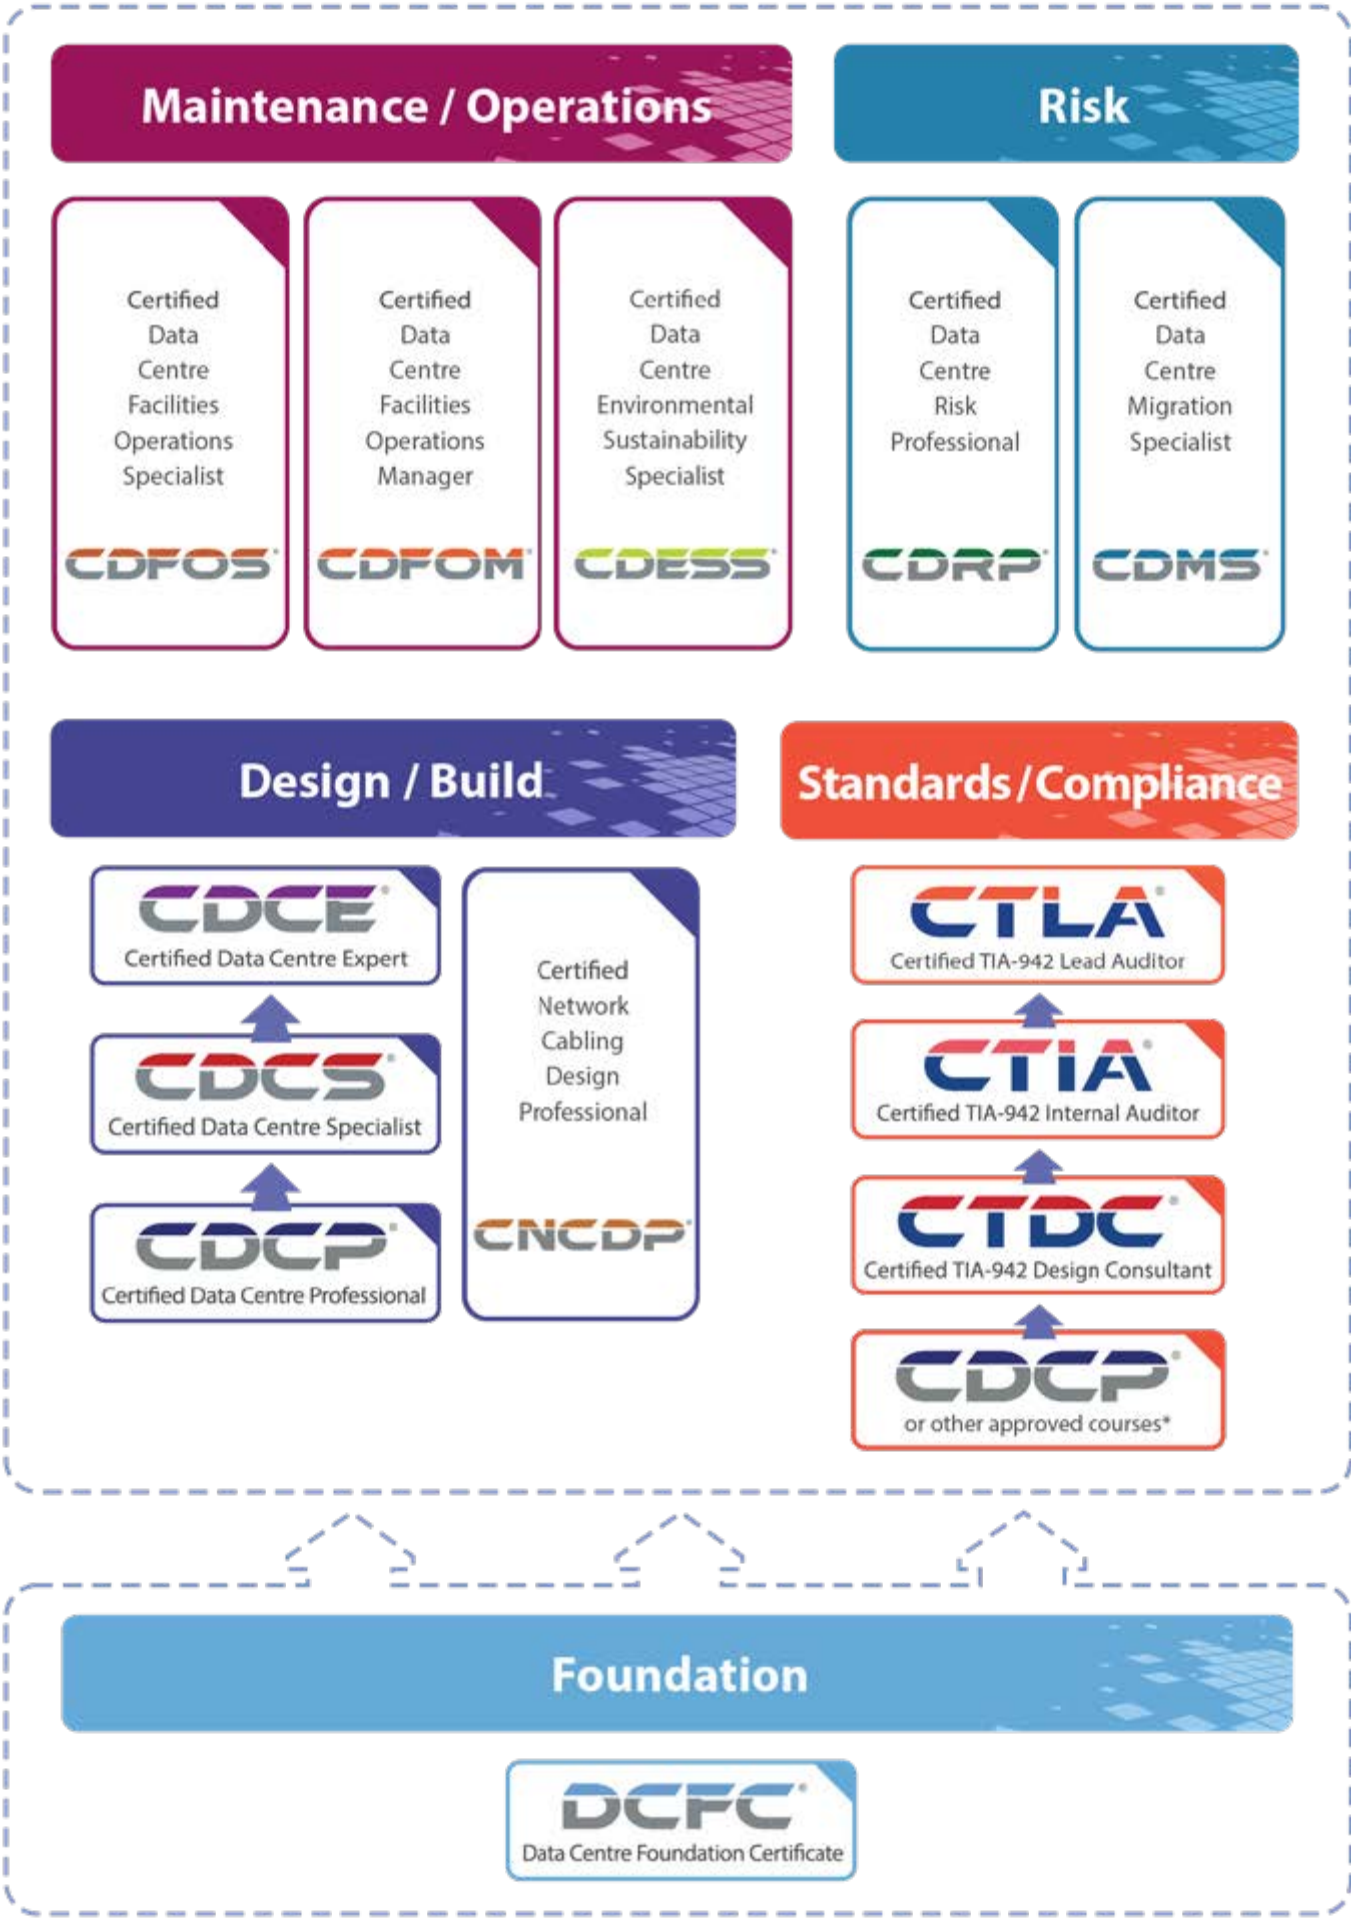 Maintenance / Operations
Certified
Data
Centre
Facilities
Operations
Specialist
CDFOS®
Certified
Data
Centre
Facilities
Operations
Manager
CDFOM®
Certified
Data
Centre
Environmental
Sustainability
Specialist
CDESS®
Risk
Certified
Data
Centre
Risk
Professional
CDRP®
Certified
Data
Centre
Migration
Specialist
CDMS®
Design / Build
CDCE®
Certified Data Centre Expert
CDCS®
Certified Data Centre Specialist
CDCP®
Certified Data Centre Professional
Certified
Network
Cabling
Design
Professional
CNCDP®
Standards/Compliance
CTLA®
Certified TIA-942 Lead Auditor
CTIA®
Certified TIA-942 Internal Auditor
CTDC®
Certified TIA-942 Design Consultant
CDCP®
or other approved courses*
Foundation
DCFC®
Data Centre Foundation Certificate